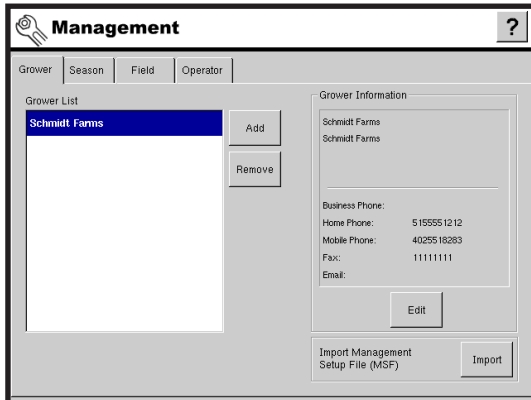 Management
?
Grower Season Field Operator
Grower List
Schmidt Farms
Add
Remove
Grower Information
Schmidt Farms
Schmidt Farms
Business Phone:
Home Phone: 5155551212
Mobile Phone: 4025518283
Fax: 11111111
Email:
Edit
Import Management
Setup File (MSF)
Import